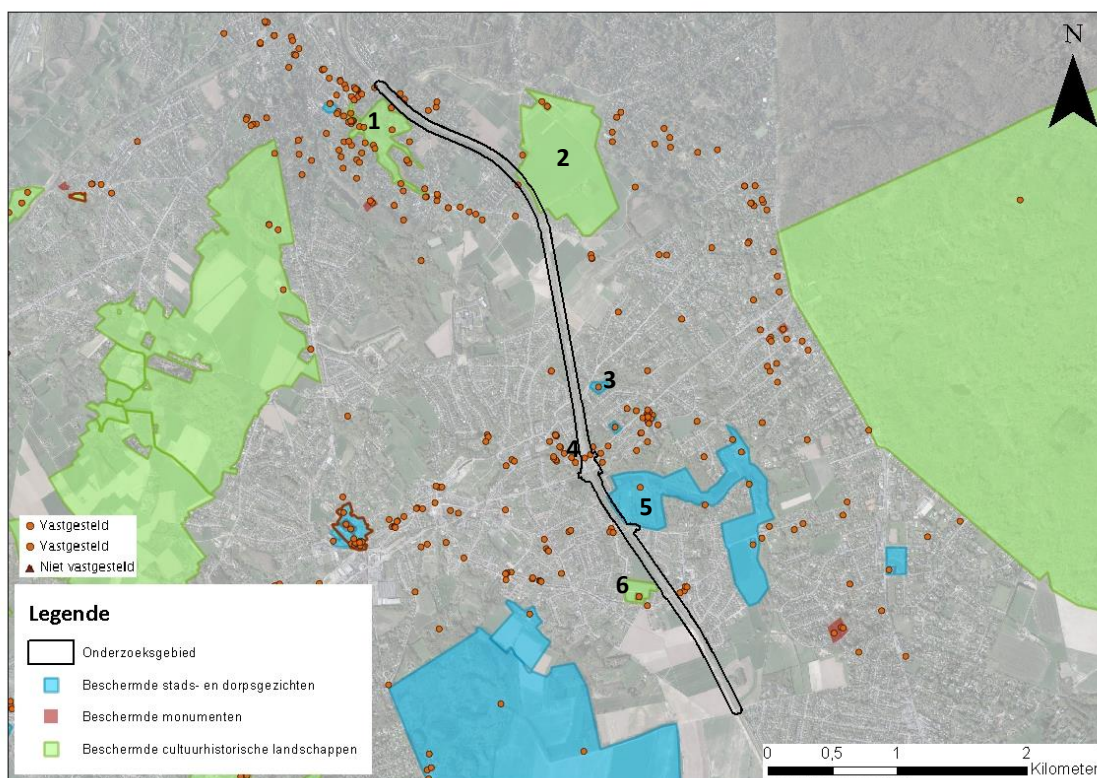 N
1
2
3
4
5
6
Vastgesteld
Vastgesteld
Niet vastgesteld
Legende
Onderzoeksgebied
Beschermde stads- en dorpsgezichten
Beschermde monumenten
Beschermde cultuurhistorische landschappen
0 0,5 1 2
Kilometer